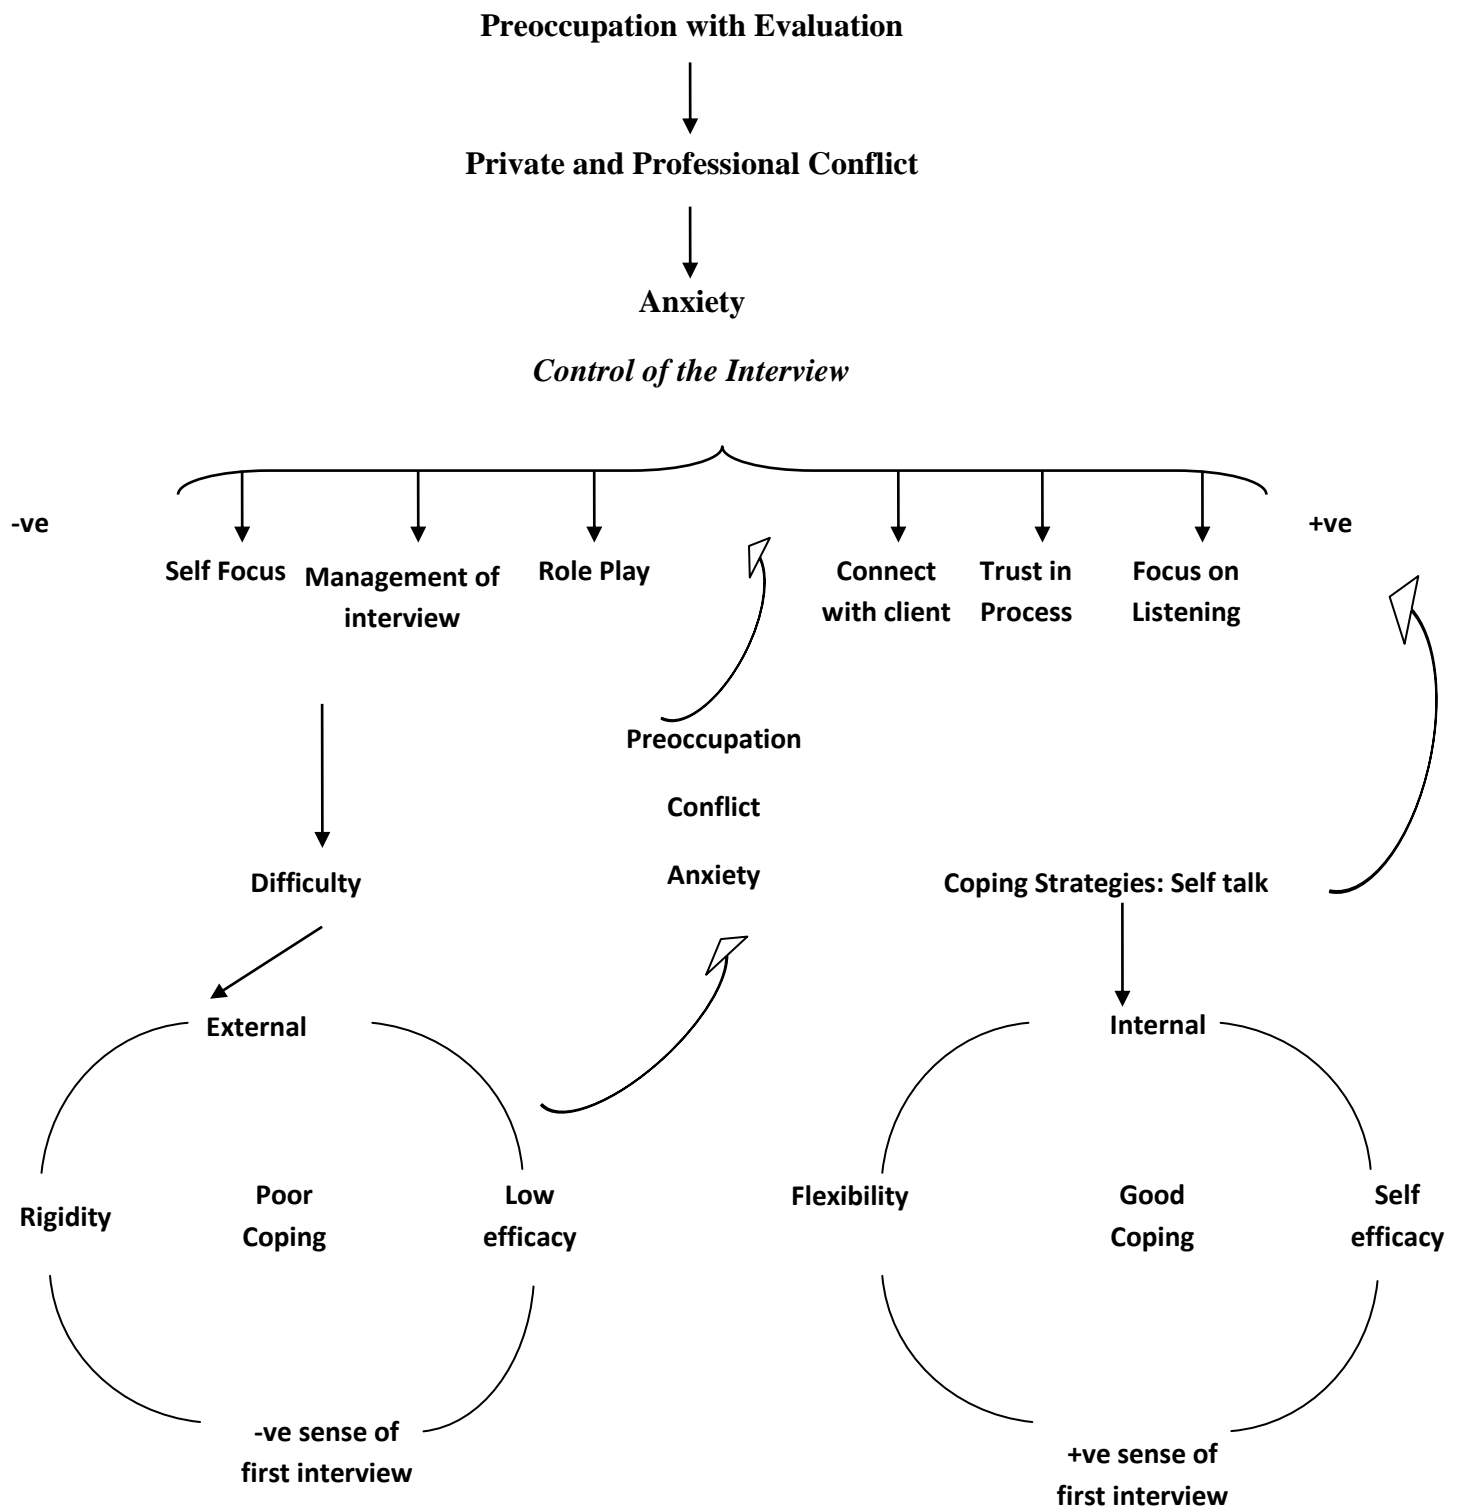 Preoccupation with Evaluation
Private and Professional Conflict
Anxiety
Control of the Interview
-ve
+ve
Self Focus
Management of
interview
Role Play
Connect
with client
Trust in
Process
Focus on
Listening
Preoccupation
Conflict
Anxiety
Difficulty
Coping Strategies: Self talk
External
Internal
Rigidity
Poor
Coping
Low
efficacy
Flexibility
Good
Coping
Self
efficacy
-ve sense of
first interview
+ve sense of
first interview